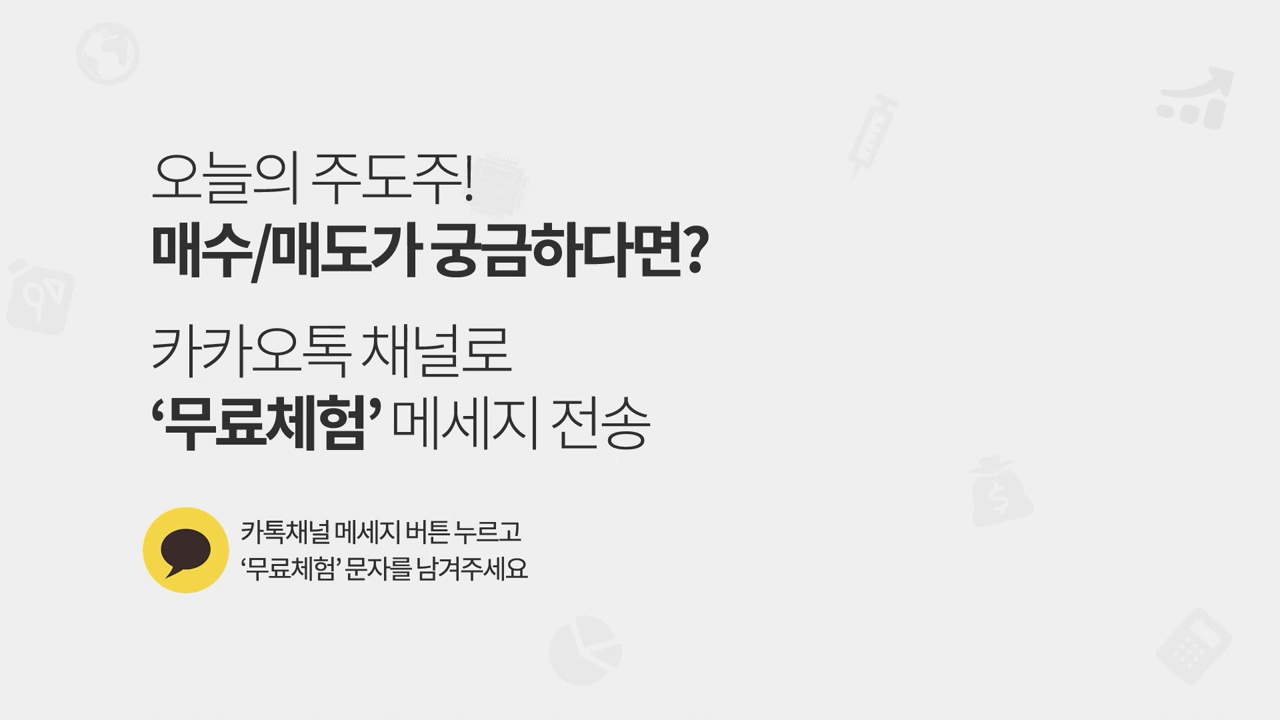 오늘의 주도주!
매수/매도가 궁금하다면?
카카오톡 채널로
‘무료체험’ 메세지 전송
카톡채널 메세지 버튼 누르고
‘무료체험’ 문자를 남겨주세요